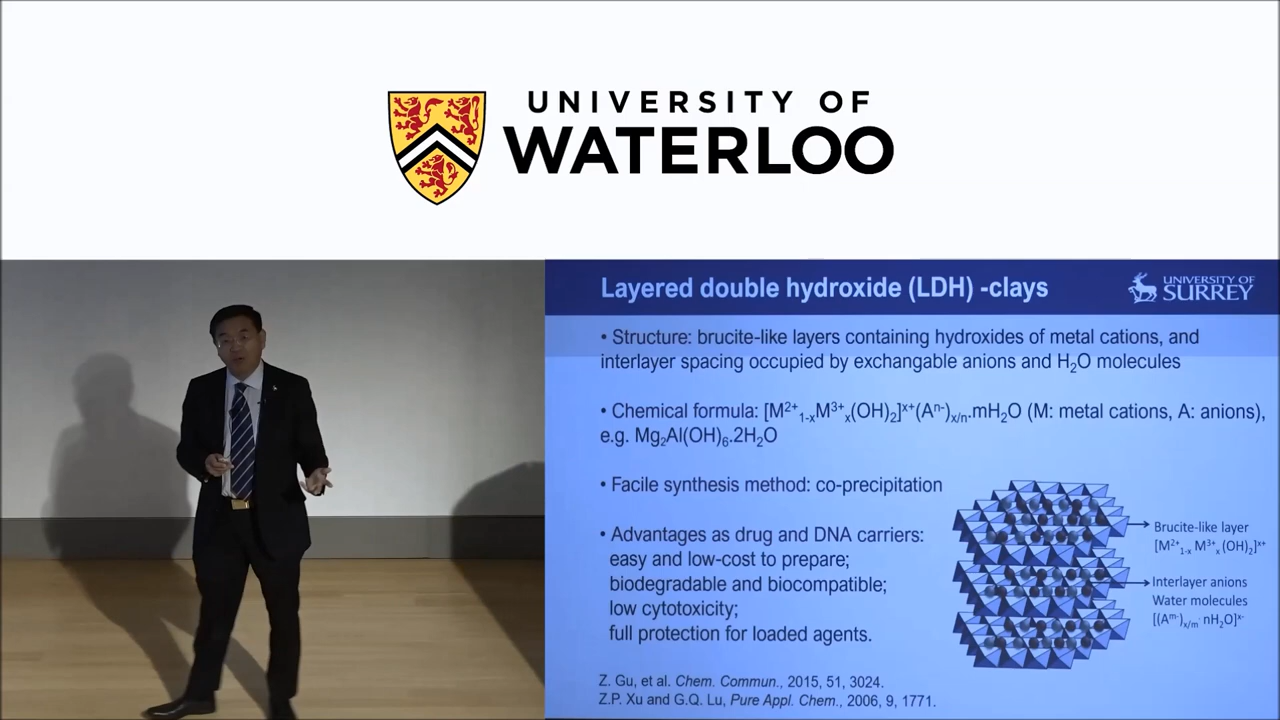 UNIVERSITY OF
WATERLOO
Layered double hydroxide (LDH) -clays
UNIVERSITY OF
SURREY
• Structure: brucite-like layers containing hydroxides of metal cations, and
interlayer spacing occupied by exchangable anions and H₂O molecules
• Chemical formula: [M²⁺₁₋ₓM³⁺ₓ(OH)₂]ˣ⁺(Aⁿ⁻)ₓ/ₙ.mH₂O (M: metal cations, A: anions),
e.g. Mg₂Al(OH)₆.2H₂O
• Facile synthesis method: co-precipitation
• Advantages as drug and DNA carriers:
easy and low-cost to prepare;
biodegradable and biocompatible;
low cytotoxicity;
full protection for loaded agents.
Brucite-like layer
[M²⁺₁₋ₓ M³⁺ₓ (OH)₂]ˣ⁺
Interlayer anions
Water molecules
[(Aᵐ⁻)ₓ/ₘ· nH₂O]ˣ⁻
Z. Gu, et al. Chem. Commun., 2015, 51, 3024.
Z.P. Xu and G.Q. Lu, Pure Appl. Chem., 2006, 9, 1771.